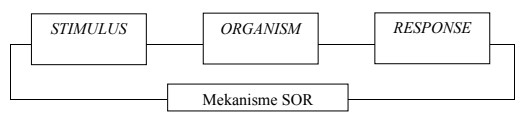 STIMULUS
ORGANISM
RESPONSE
Mekanisme SOR